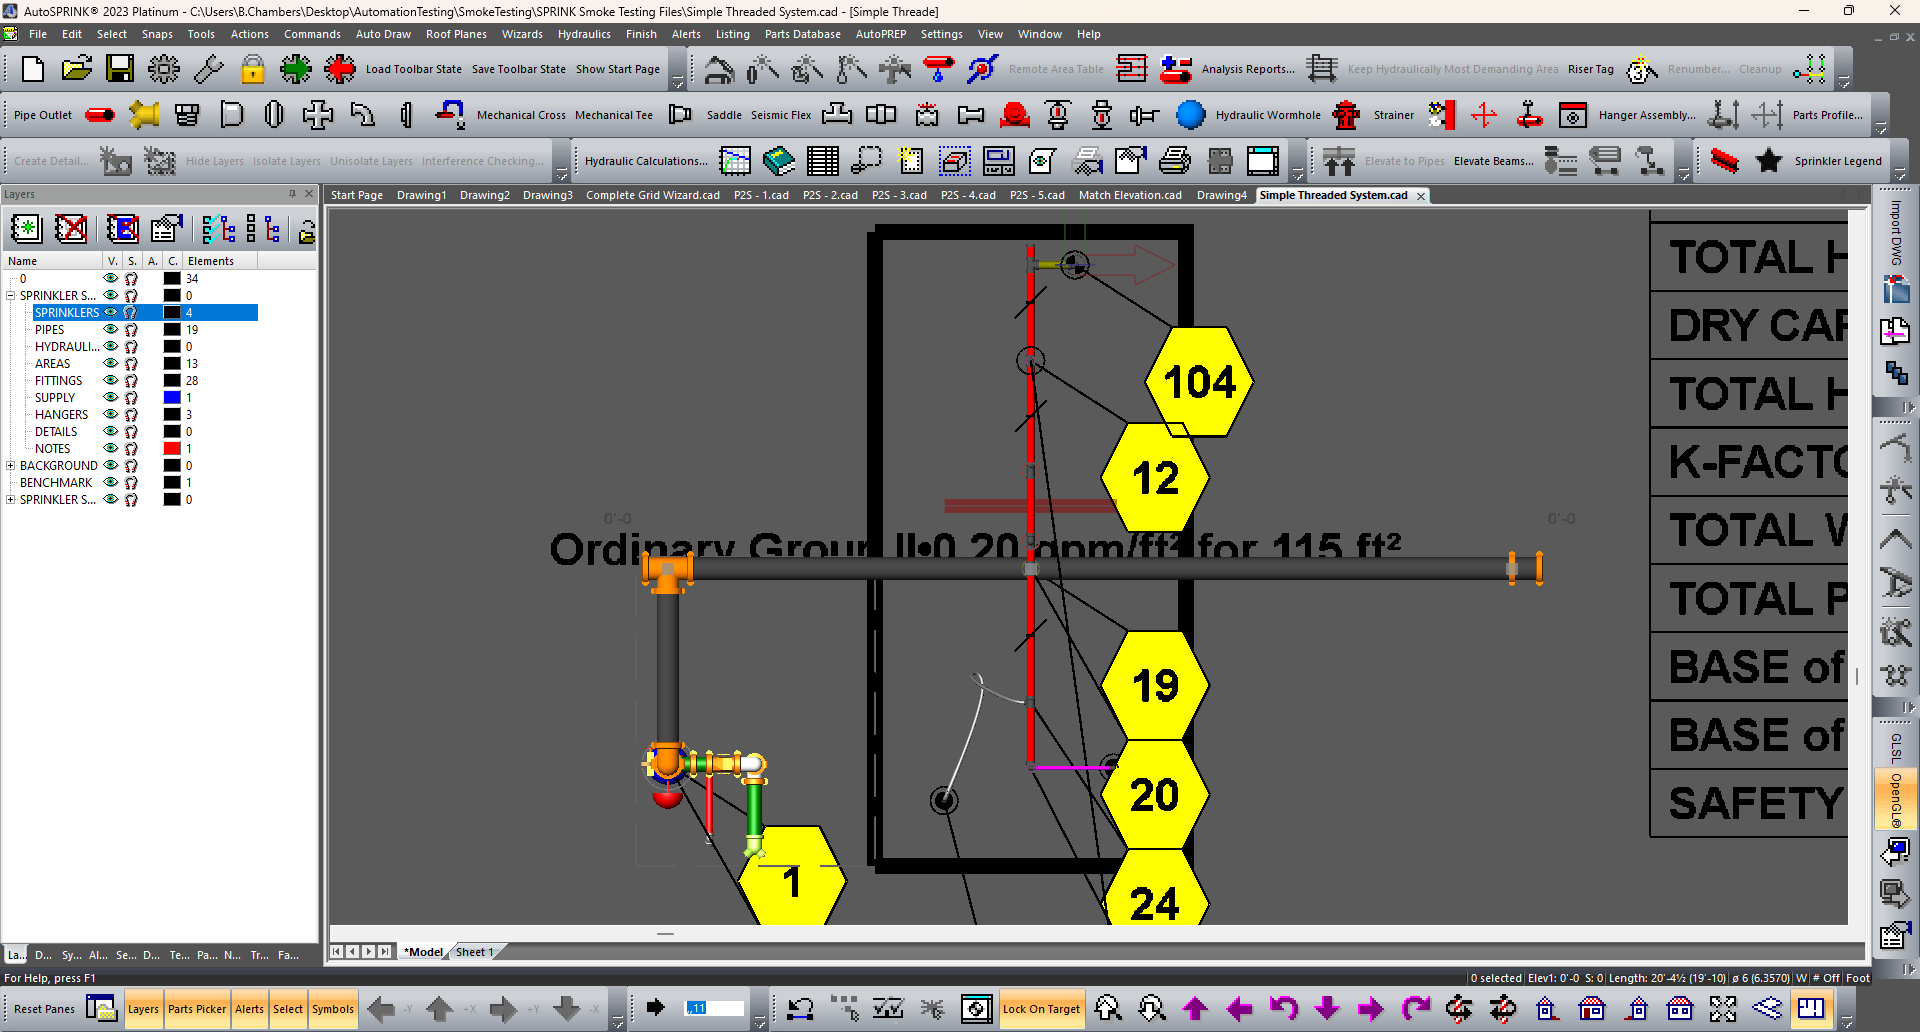 AutoSPRINK® 2023 Platinum - C:\Users\B.Chambers\Desktop\AutomationTesting\SmokeTesting\SPRINK Smoke Testing Files\Simple Threaded System.cad - [Simple Threade]
File Edit Select Snaps Tools Actions Commands Auto Draw Roof Planes Wizards Hydraulics Finish Alerts Listing Parts Database AutoPREP Settings View Window Help
Load Toolbar State Save Toolbar State Show Start Page Remote Area Table Analysis Reports... Keep Hydraulically Most Demanding Area Riser Tag Renumber... Cleanup
Pipe Outlet Mechanical Cross Mechanical Tee Saddle Seismic Flex Hydraulic Wormhole Strainer Hanger Assembly... Parts Profile...
Create Detail... Hide Layers Isolate Layers Unisolate Layers Interference Checking... Hydraulic Calculations... Elevate to Pipes Elevate Beams... Sprinkler Legend
Layers
Start Page Drawing1 Drawing2 Drawing3 Complete Grid Wizard.cad P2S - 1.cad P2S - 2.cad P2S - 3.cad P2S - 4.cad P2S - 5.cad Match Elevation.cad Drawing4 Simple Threaded System.cad
Name V. S. A. C. Elements
0 34
SPRINKLER S... 0
SPRINKLERS 4
PIPES 19
HYDRAULI... 0
AREAS 13
FITTINGS 28
SUPPLY 1
HANGERS 3
DETAILS 0
NOTES 1
BACKGROUND 0
BENCHMARK 1
SPRINKLER S... 0
104
12
0'-0 0'-0
Ordinary Group II•0.20 gpm/ft² for 115 ft²
19
20
1
24
TOTAL H
DRY CAP
TOTAL H
K-FACTO
TOTAL W
TOTAL P
BASE of
BASE of
SAFETY
Import DWG
GLSL
OpenGL®
La... D... Sy... Al... Se... D... Te... Pa... N... Tr... Fa...
*Model Sheet 1
For Help, press F1
0 selected Elev1: 0'-0 S: 0 Length: 20'-4½ (19'-10) ø 6 (6.3570) W # Off Foot
Reset Panes Layers Parts Picker Alerts Select Symbols -Y +X +Y -X .,11 Lock On Target